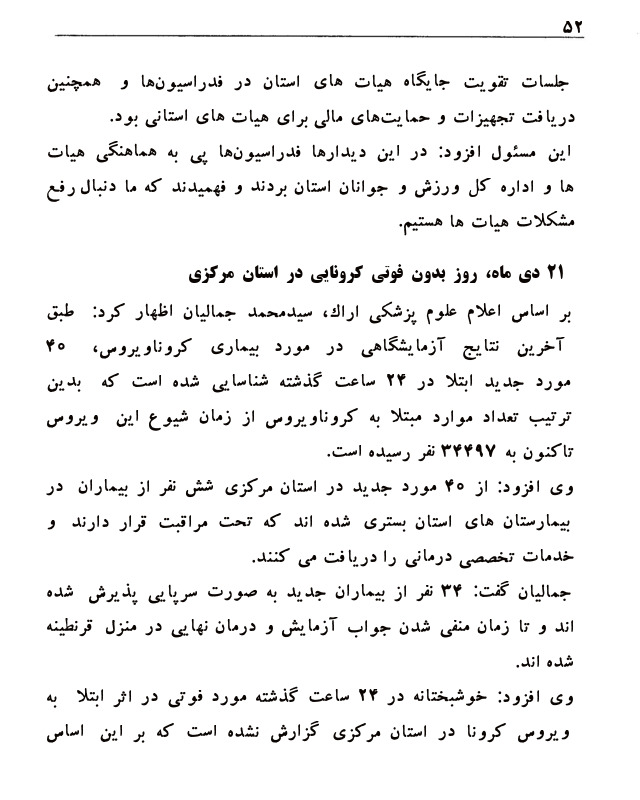 ۵۲
جلسات تقویت جایگاه هیات های استان در فدراسیون‌ها و همچنین
دریافت تجهیزات و حمایت‌های مالی برای هیات های استانی بود.
این مسئول افزود: در این دیدارها فدراسیون‌ها پی به هماهنگی هیات
ها و اداره کل ورزش و جوانان استان بردند و فهمیدند که ما دنبال رفع
مشکلات هیات ها هستیم.
۲۱ دی ماه، روز بدون فوتی کرونایی در استان مرکزی
بر اساس اعلام علوم پزشکی اراك، سیدمحمد جمالیان اظهار کرد: طبق
آخرین نتایج آزمایشگاهی در مورد بیماری کروناویروس، ۴۰
مورد جدید ابتلا در ۲۴ ساعت گذشته شناسایی شده است که بدین
ترتیب تعداد موارد مبتلا به کروناویروس از زمان شیوع این ویروس
تاکنون به ۳۴۴۹۷ نفر رسیده است.
وی افزود: از ۴۰ مورد جدید در استان مرکزی شش نفر از بیماران در
بیمارستان های استان بستری شده اند که تحت مراقبت قرار دارند و
خدمات تخصصی درمانی را دریافت می کنند.
جمالیان گفت: ۳۴ نفر از بیماران جدید به صورت سرپایی پذیرش شده
اند و تا زمان منفی شدن جواب آزمایش و درمان نهایی در منزل قرنطینه
شده اند.
وی افزود: خوشبختانه در ۲۴ ساعت گذشته مورد فوتی در اثر ابتلا به
ویروس کرونا در استان مرکزی گزارش نشده است که بر این اساس